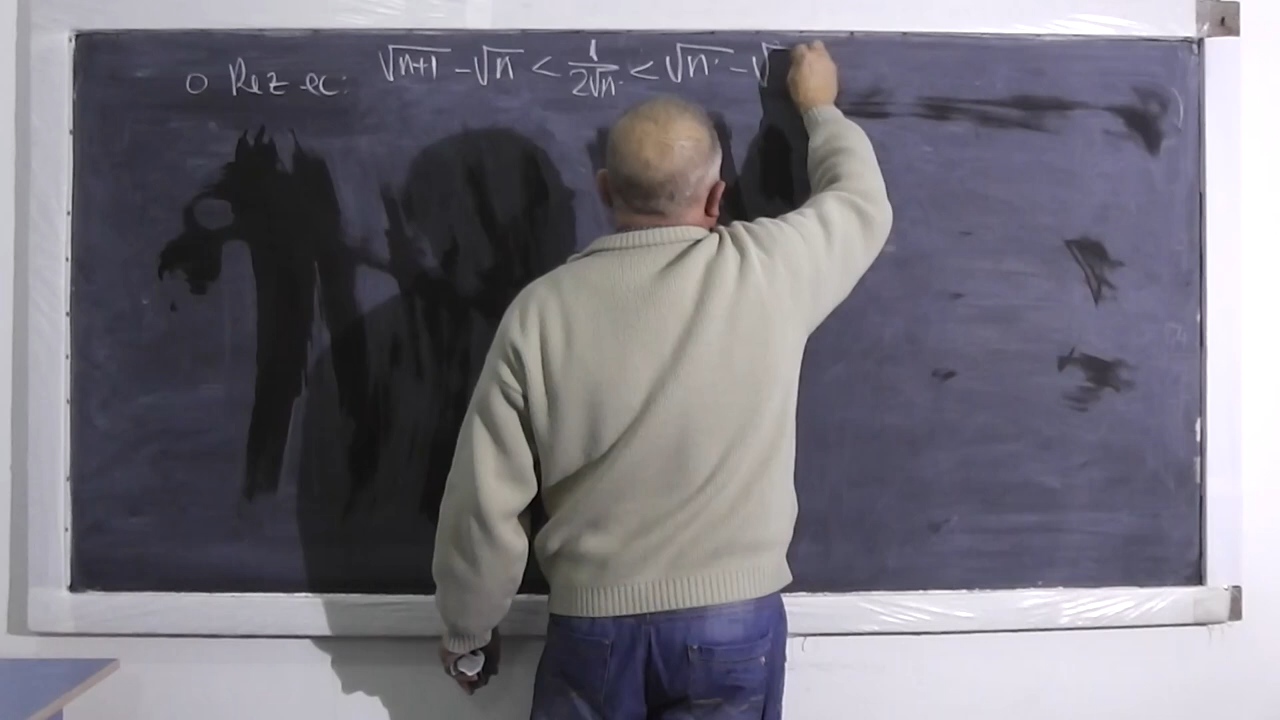 o Rez ec: √n+1 - √n < 1/2√n < √n - √